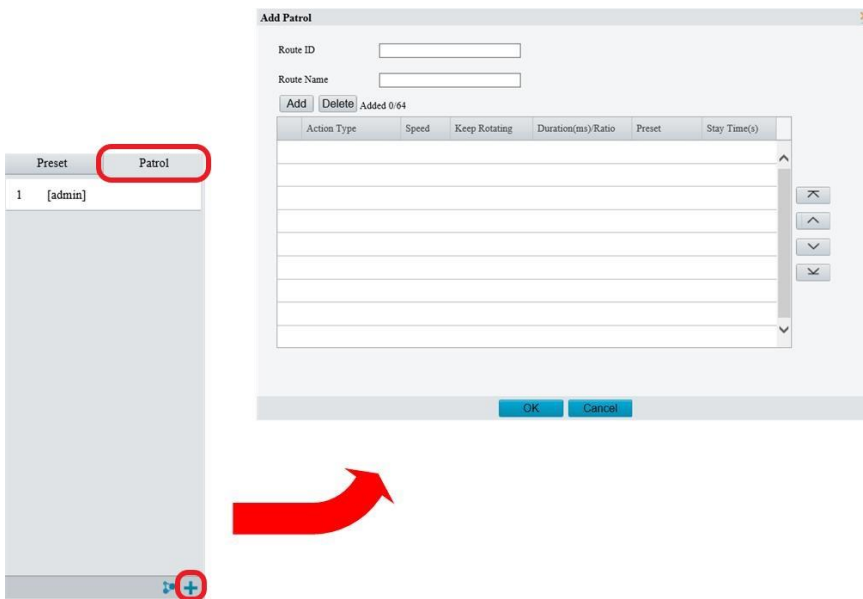 Add Patrol
Route ID
Route Name
Add Delete Added 0/64
Action Type Speed Keep Rotating Duration(ms)/Ratio Preset Stay Time(s)
OK Cancel
Preset Patrol
1 [admin]